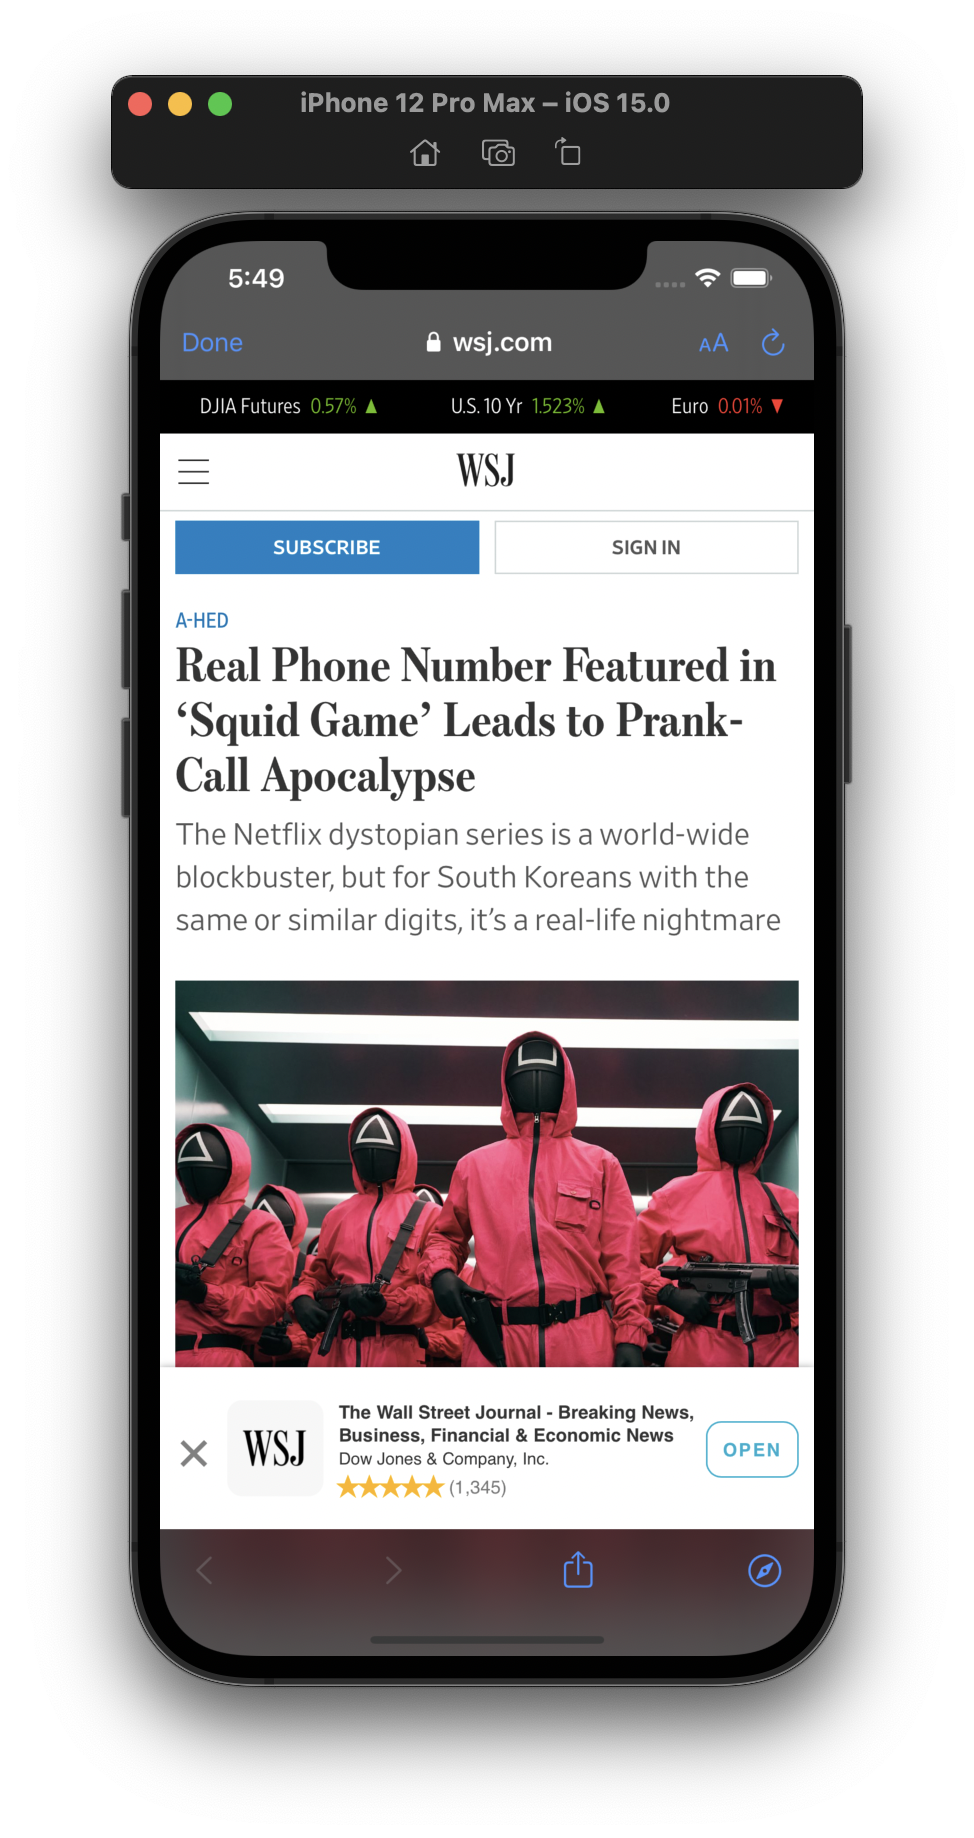 iPhone 12 Pro Max – iOS 15.0
5:49
Done
wsj.com
AA
DJIA Futures 0.57% ▲ U.S. 10 Yr 1.523% ▲ Euro 0.01% ▼
WSJ
SUBSCRIBE
SIGN IN
A-HED
Real Phone Number Featured in
‘Squid Game’ Leads to Prank-
Call Apocalypse
The Netflix dystopian series is a world-wide
blockbuster, but for South Koreans with the
same or similar digits, it’s a real-life nightmare
WSJ
The Wall Street Journal - Breaking News,
Business, Financial & Economic News
Dow Jones & Company, Inc.
★★★★★ (1,345)
OPEN